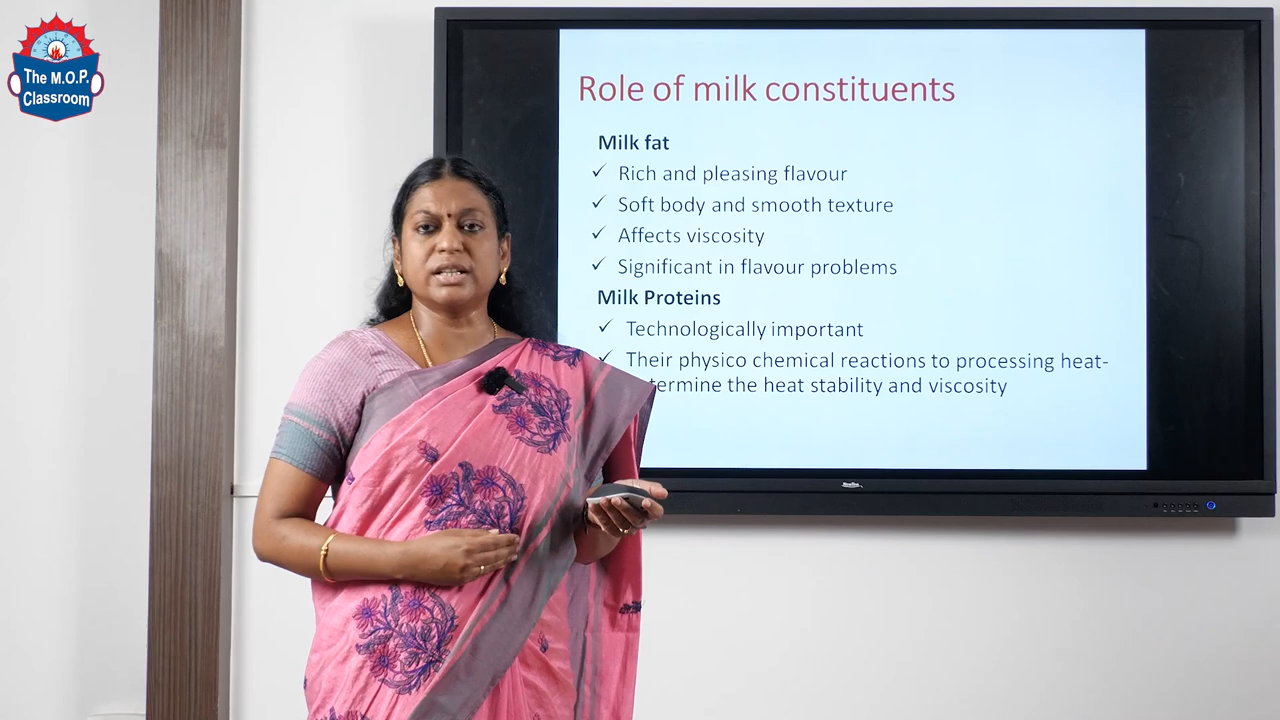 The M.O.P.
Classroom
Role of milk constituents
Milk fat
✓ Rich and pleasing flavour
✓ Soft body and smooth texture
✓ Affects viscosity
✓ Significant in flavour problems
Milk Proteins
✓ Technologically important
✓ Their physico chemical reactions to processing heat-
termine the heat stability and viscosity